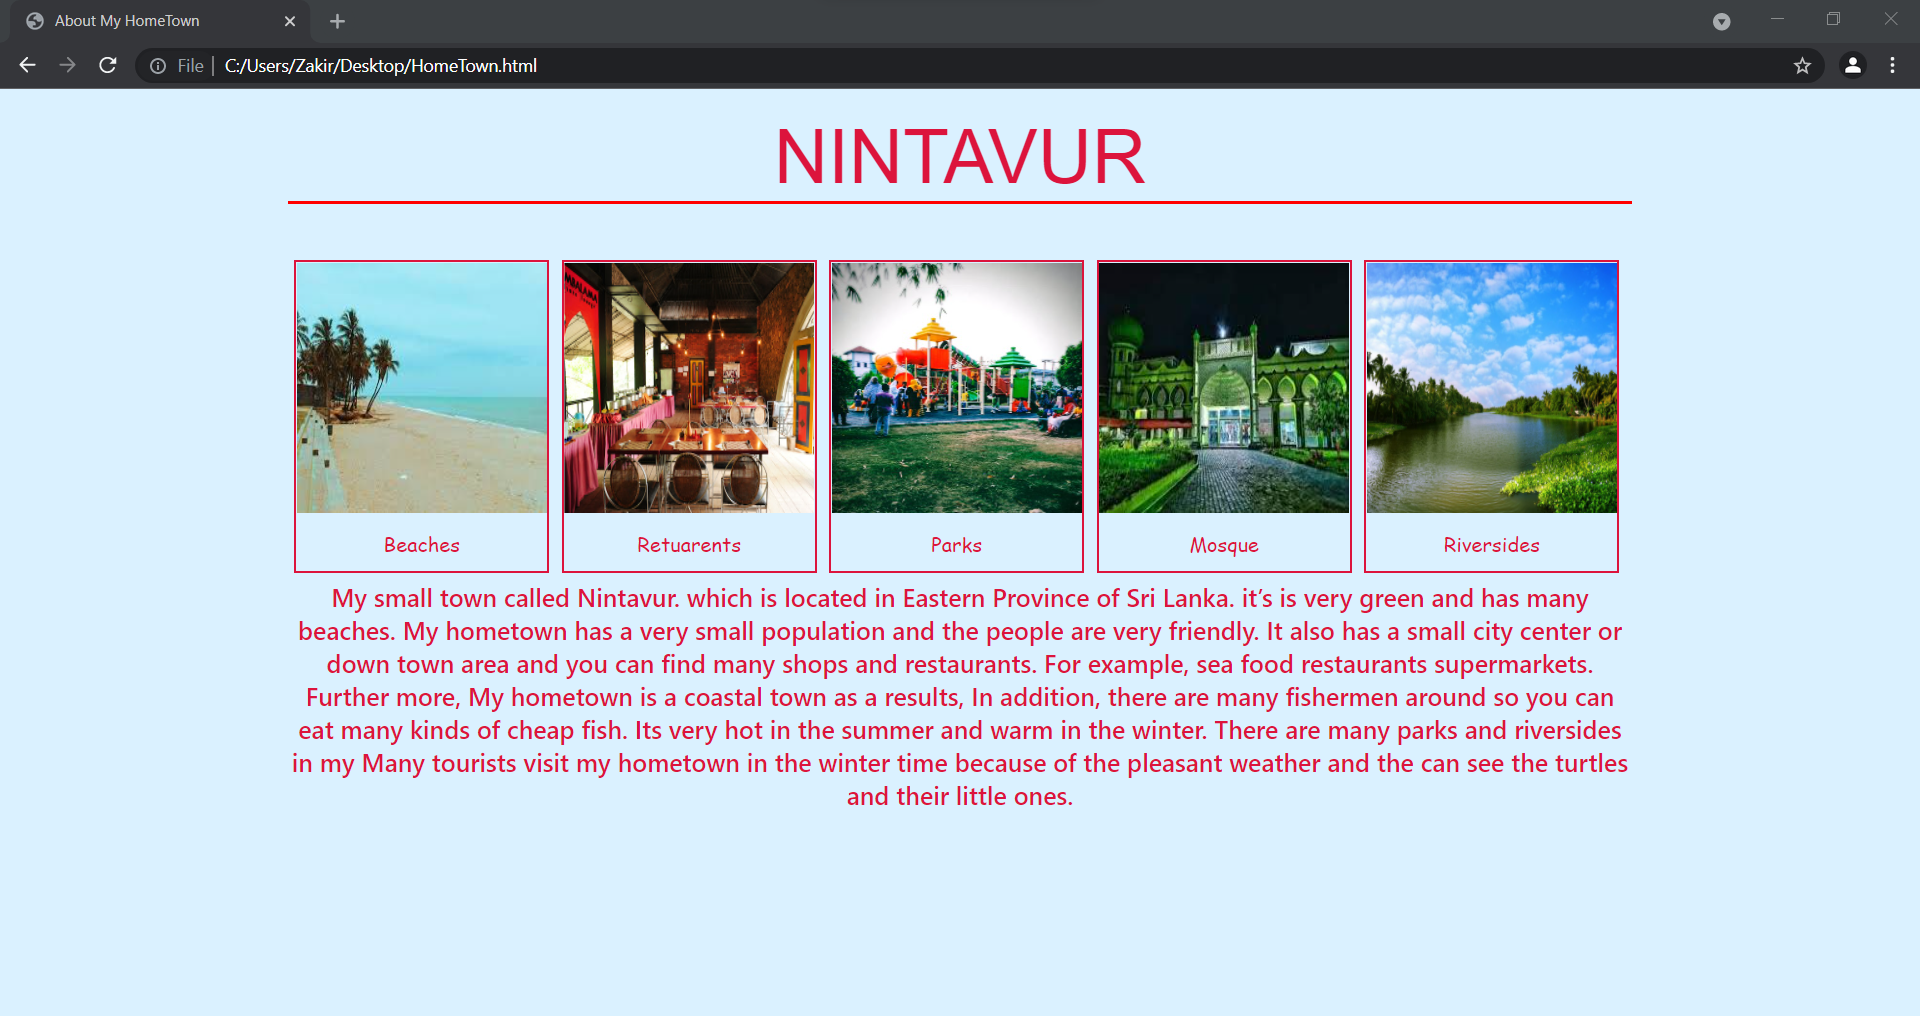 About My HomeTown
File
C:/Users/Zakir/Desktop/HomeTown.html
NINTAVUR
Beaches
Retuarents
Parks
Mosque
Riversides
My small town called Nintavur. which is located in Eastern Province of Sri Lanka. it’s is very green and has many
beaches. My hometown has a very small population and the people are very friendly. It also has a small city center or
down town area and you can find many shops and restaurants. For example, sea food restaurants supermarkets.
Further more, My hometown is a coastal town as a results, In addition, there are many fishermen around so you can
eat many kinds of cheap fish. Its very hot in the summer and warm in the winter. There are many parks and riversides
in my Many tourists visit my hometown in the winter time because of the pleasant weather and the can see the turtles
and their little ones.